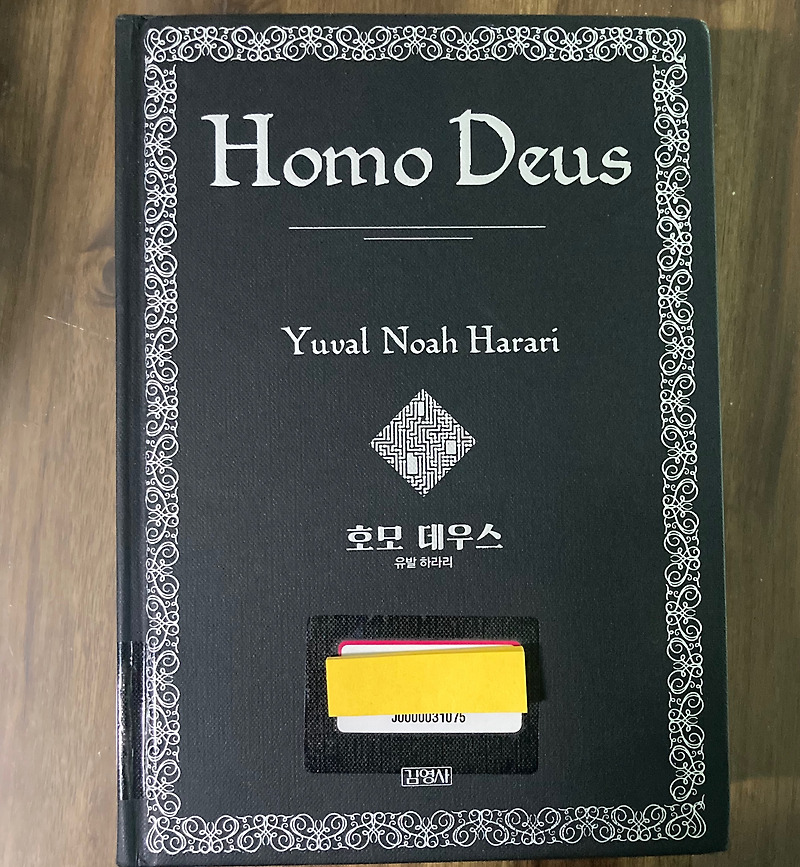 Homo Deus
Yuval Noah Harari
호모 데우스
유발 하라리
J0000031075
김영사